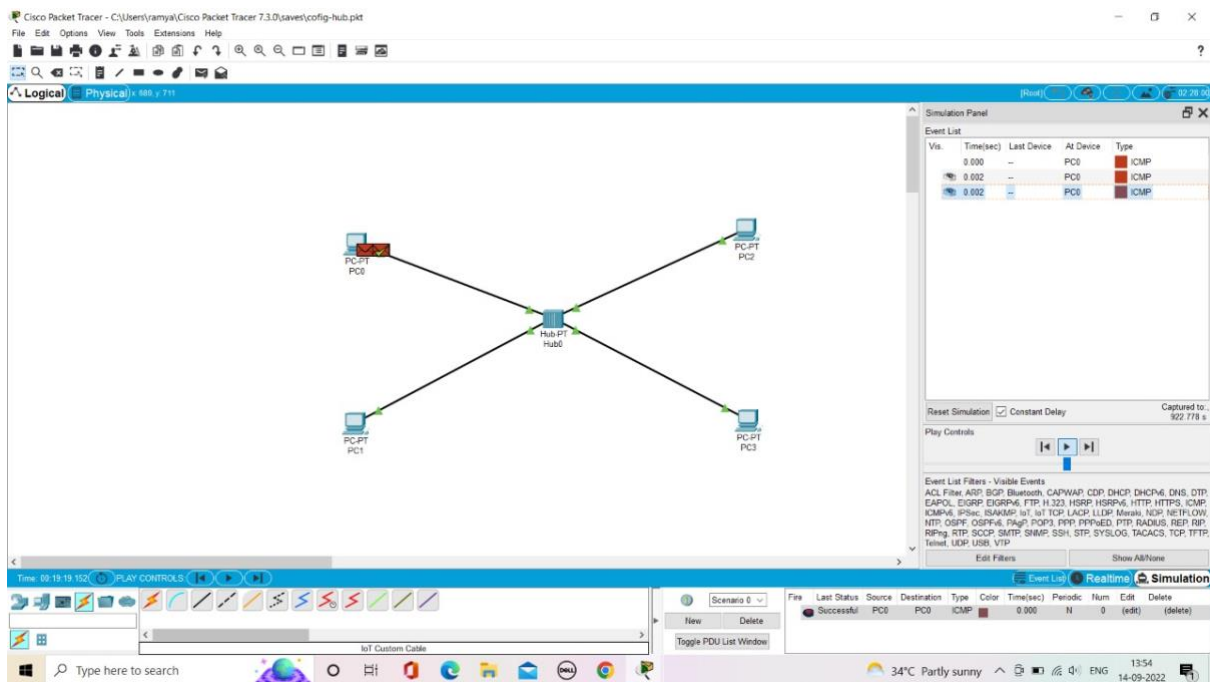 Cisco Packet Tracer - C:\Users\ramya\Cisco Packet Tracer 7.3.0\saves\cofig-hub.pkt
File Edit Options View Tools Extensions Help
?
Logical Physical x: 680, y: 711 [Root] 02:28:00
Simulation Panel
Event List
Vis. Time(sec) Last Device At Device Type
0.000 -- PC0 ICMP
0.002 -- PC0 ICMP
0.002 -- PC0 ICMP
PC-PT
PC0
PC-PT
PC2
Hub-PT
Hub0
PC-PT
PC1
PC-PT
PC3
Reset Simulation Constant Delay Captured to:
922.778 s
Play Controls
Event List Filters - Visible Events
ACL Filter, ARP, BGP, Bluetooth, CAPWAP, CDP, DHCP, DHCPv6, DNS, DTP,
EAPOL, EIGRP, EIGRPv6, FTP, H.323, HSRP, HSRPv6, HTTP, HTTPS, ICMP,
ICMPv6, IPSec, ISAKMP, IoT, IoT TCP, LACP, LLDP, Meraki, NDP, NETFLOW,
NTP, OSPF, OSPFv6, PAgP, POP3, PPP, PPPoED, PTP, RADIUS, REP, RIP,
RIPng, RTP, SCCP, SMTP, SNMP, SSH, STP, SYSLOG, TACACS, TCP, TFTP,
Telnet, UDP, USB, VTP
Edit Filters Show All/None
Time: 00:19:19.152 PLAY CONTROLS: Event List Realtime Simulation
Scenario 0
New Delete
Toggle PDU List Window
Fire Last Status Source Destination Type Color Time(sec) Periodic Num Edit Delete
Successful PC0 PC0 ICMP 0.000 N 0 (edit) (delete)
IoT Custom Cable
Type here to search
DELL
34°C Partly sunny ENG 13:54
14-09-2022